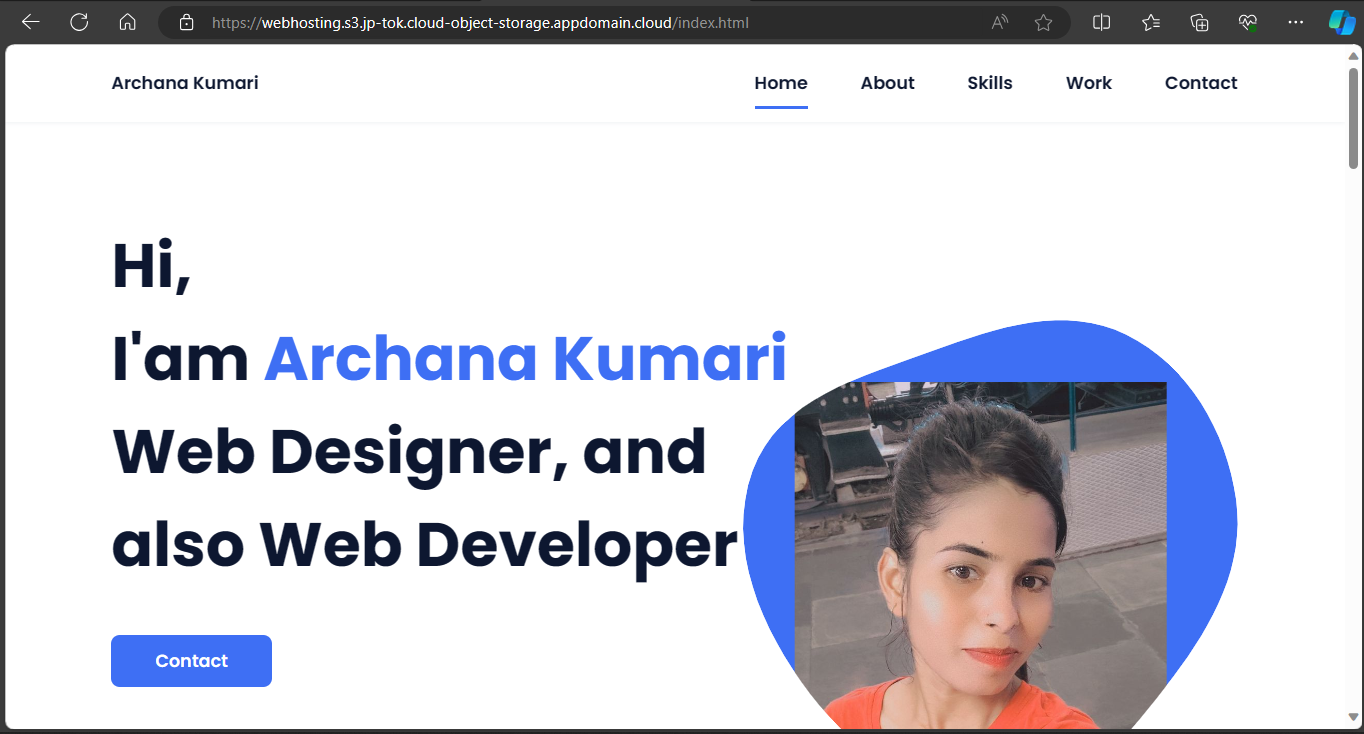 https://webhosting.s3.jp-tok.cloud-object-storage.appdomain.cloud/index.html
Archana Kumari Home About Skills Work Contact
Hi,
I'am Archana Kumari
Web Designer, and
also Web Developer
Contact